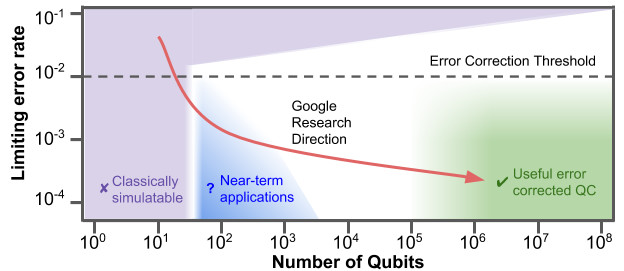 Limiting error rate
10⁻¹
10⁻²
10⁻³
10⁻⁴
Error Correction Threshold
Google
Research
Direction
✘ Classically
simulatable
? Near-term
applications
✔ Useful error
corrected QC
10⁰ 10¹ 10² 10³ 10⁴ 10⁵ 10⁶ 10⁷ 10⁸
Number of Qubits